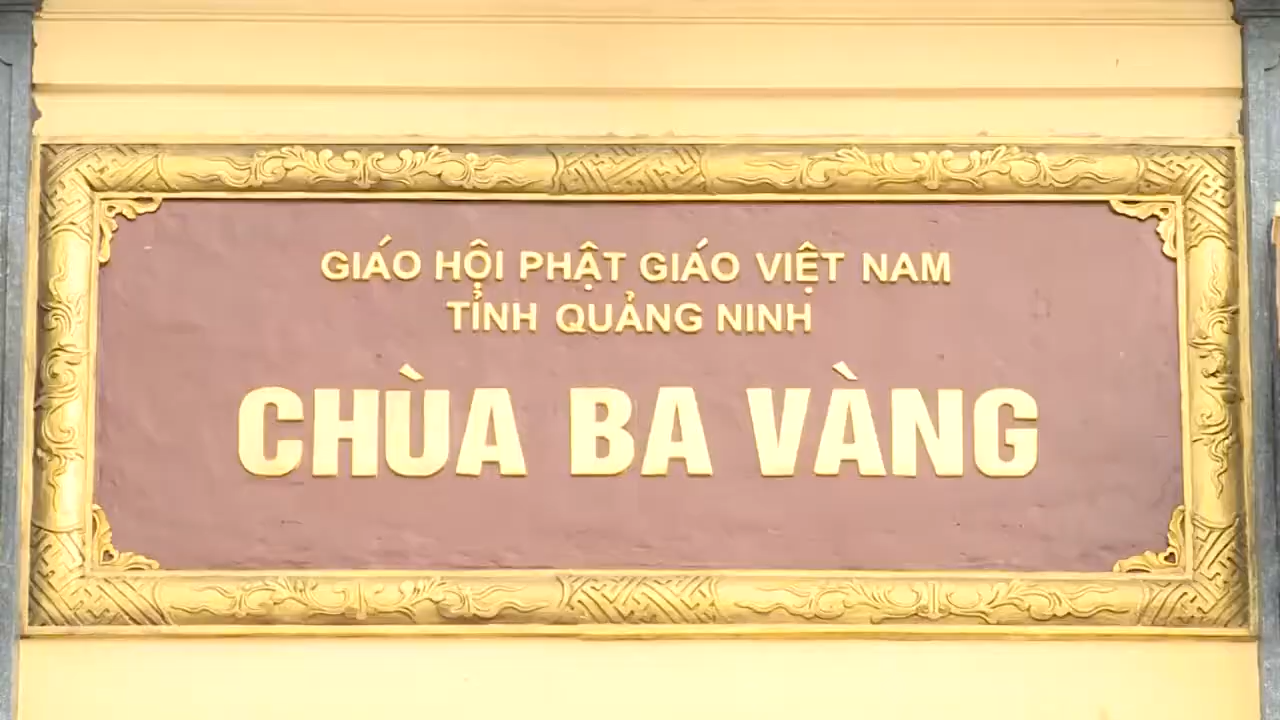 GIÁO HỘI PHẬT GIÁO VIỆT NAM
TỈNH QUẢNG NINH
CHÙA BA VÀNG